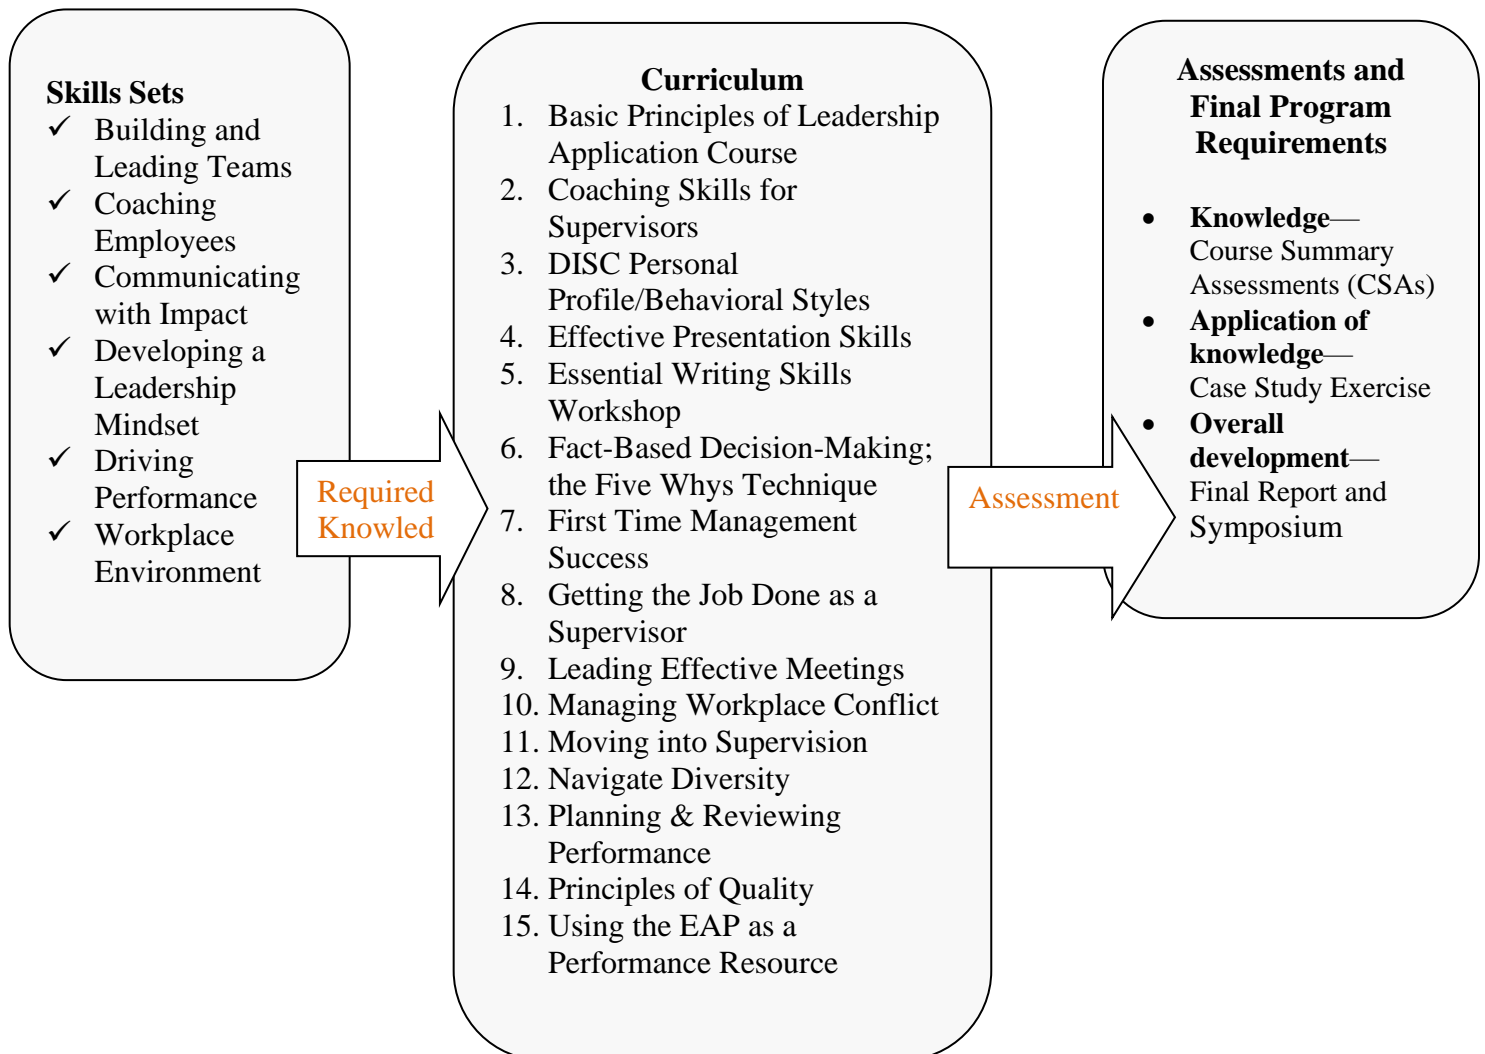 Skills Sets
✓ Building and
Leading Teams
✓ Coaching
Employees
✓ Communicating
with Impact
✓ Developing a
Leadership
Mindset
✓ Driving
Performance
✓ Workplace
Environment
Required
Knowled
Curriculum
1. Basic Principles of Leadership
Application Course
2. Coaching Skills for
Supervisors
3. DISC Personal
Profile/Behavioral Styles
4. Effective Presentation Skills
5. Essential Writing Skills
Workshop
6. Fact-Based Decision-Making;
the Five Whys Technique
7. First Time Management
Success
8. Getting the Job Done as a
Supervisor
9. Leading Effective Meetings
10. Managing Workplace Conflict
11. Moving into Supervision
12. Navigate Diversity
13. Planning & Reviewing
Performance
14. Principles of Quality
15. Using the EAP as a
Performance Resource
Assessment
Assessments and
Final Program
Requirements
• Knowledge—
Course Summary
Assessments (CSAs)
• Application of
knowledge—
Case Study Exercise
• Overall
development—
Final Report and
Symposium